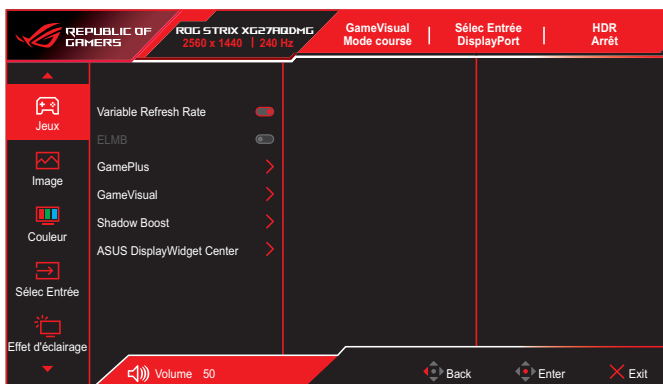 REPUBLIC OF
GAMERS
ROG STRIX XG27AQDMG
2560 x 1440 | 240 Hz
GameVisual
Mode course
Sélec Entrée
DisplayPort
HDR
Arrêt
Jeux
Image
Couleur
Sélec Entrée
Effet d'éclairage
Variable Refresh Rate
ELMB
GamePlus
GameVisual
Shadow Boost
ASUS DisplayWidget Center
Volume 50
Back
Enter
Exit